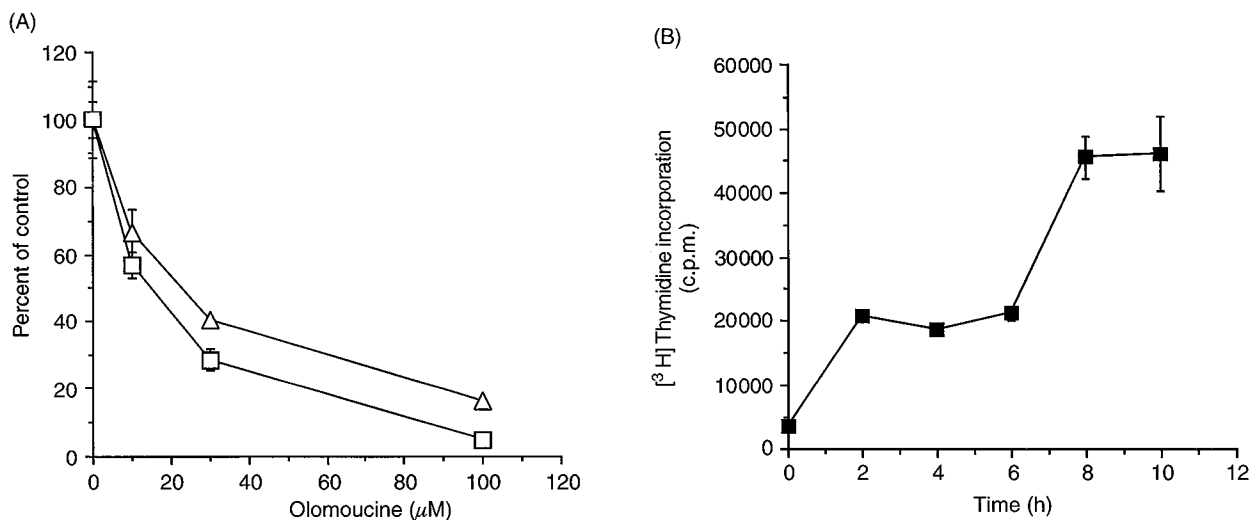 (A)
120
100
80
60
40
20
0
Percent of control
0 20 40 60 80 100 120
Olomoucine (μM)
(B)
60000
50000
40000
30000
20000
10000
0
[³H] Thymidine incorporation
(c.p.m.)
0 2 4 6 8 10 12
Time (h)